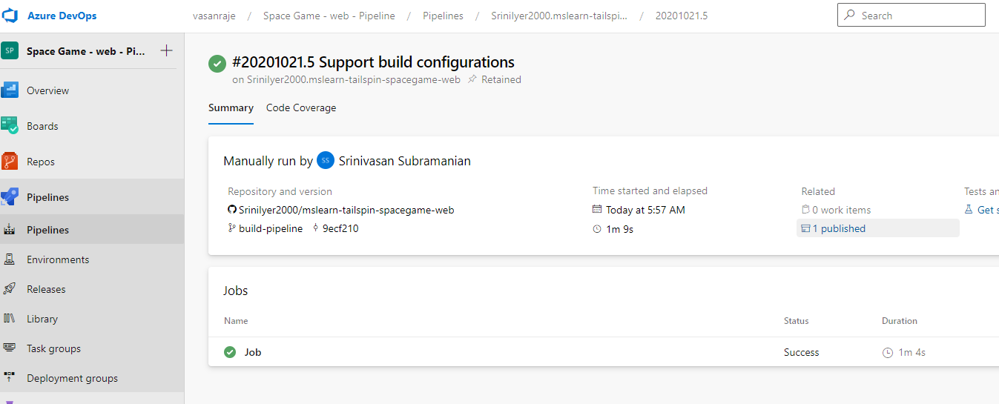 Azure DevOps
vasanraje / Space Game - web - Pipeline / Pipelines / SriniIyer2000.mslearn-tailspi... / 20201021.5
Search
SP Space Game - web - Pi... +
Overview
Boards
Repos
Pipelines
Pipelines
Environments
Releases
Library
Task groups
Deployment groups
#20201021.5 Support build configurations
on SriniIyer2000.mslearn-tailspin-spacegame-web Retained
Summary Code Coverage
Manually run by SS Srinivasan Subramanian
Repository and version
SriniIyer2000/mslearn-tailspin-spacegame-web
build-pipeline 9ecf210
Time started and elapsed
Today at 5:57 AM
1m 9s
Related
0 work items
1 published
Tests an
Get s
Jobs
Name Status Duration
Job Success 1m 4s